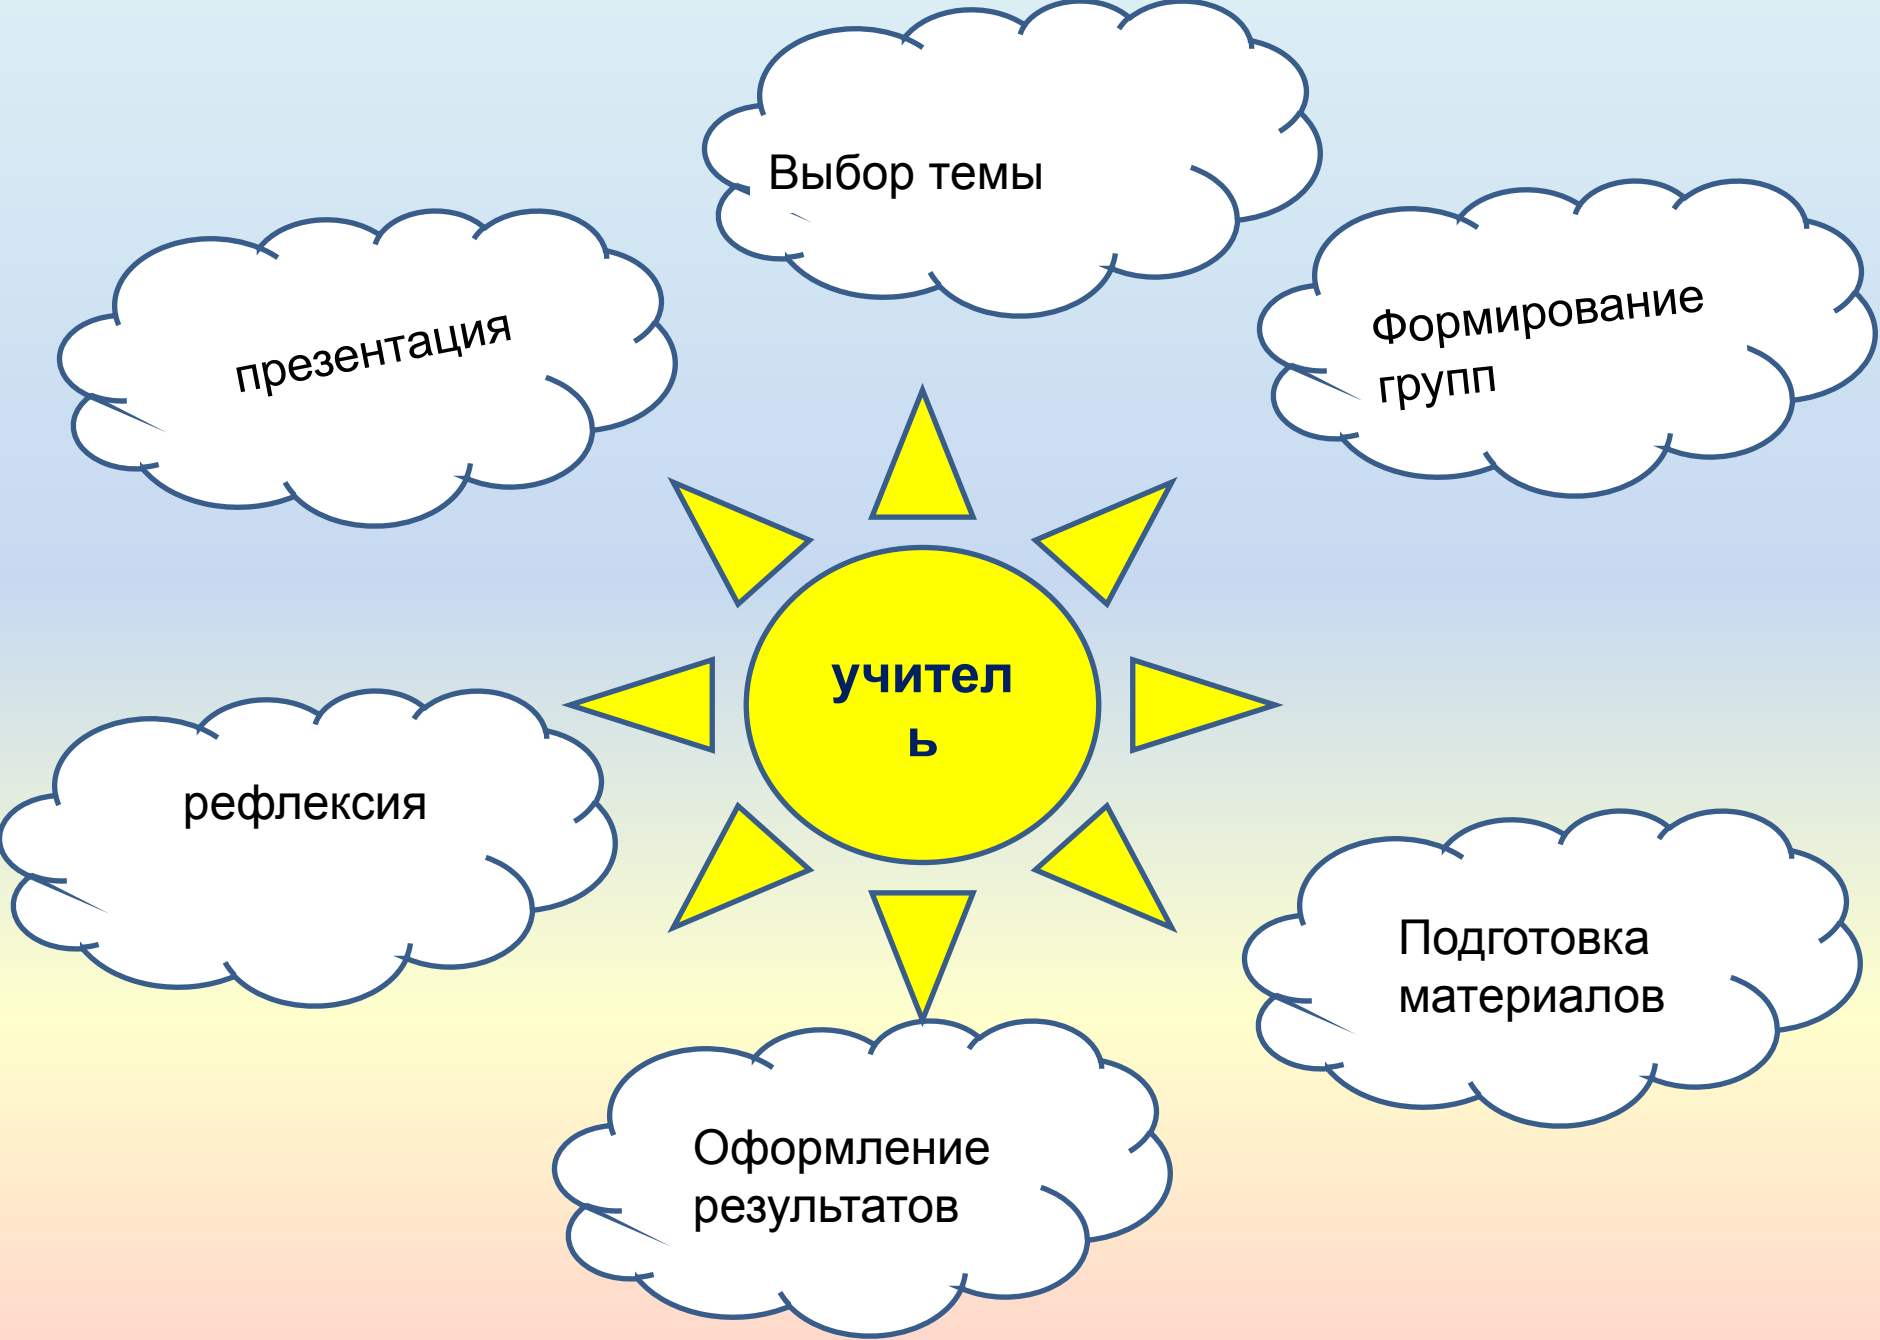 Выбор темы
Формирование
групп
презентация
учител
ь
рефлексия
Подготовка
материалов
Оформление
результатов